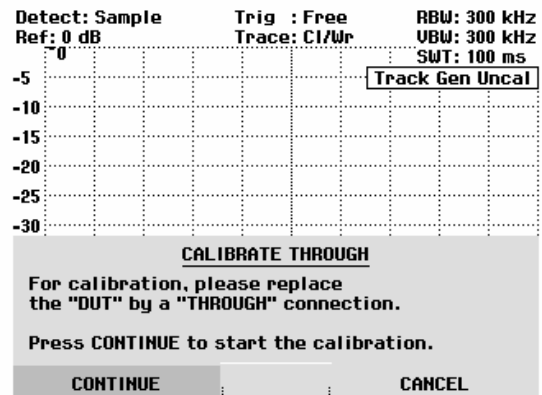 Detect: Sample Trig : Free RBW: 300 kHz
Ref: 0 dB Trace: Cl/Wr VBW: 300 kHz
0 SWT: 100 ms
-5 Track Gen Uncal
-10
-15
-20
-25
-30
CALIBRATE THROUGH
For calibration, please replace
the "DUT" by a "THROUGH" connection.
Press CONTINUE to start the calibration.
CONTINUE CANCEL